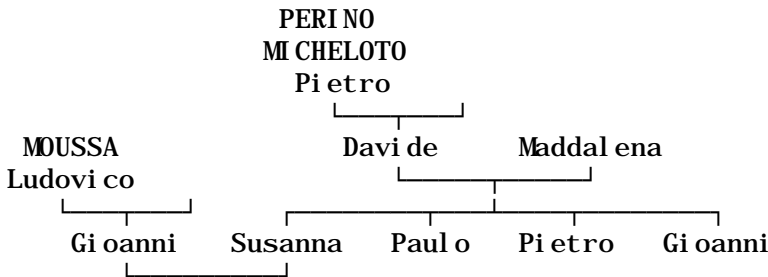 PERINO
MICHELOTO
Pietro
MOUSSA Davide Maddalena
Ludovico
Gioanni Susanna Paulo Pietro Gioanni